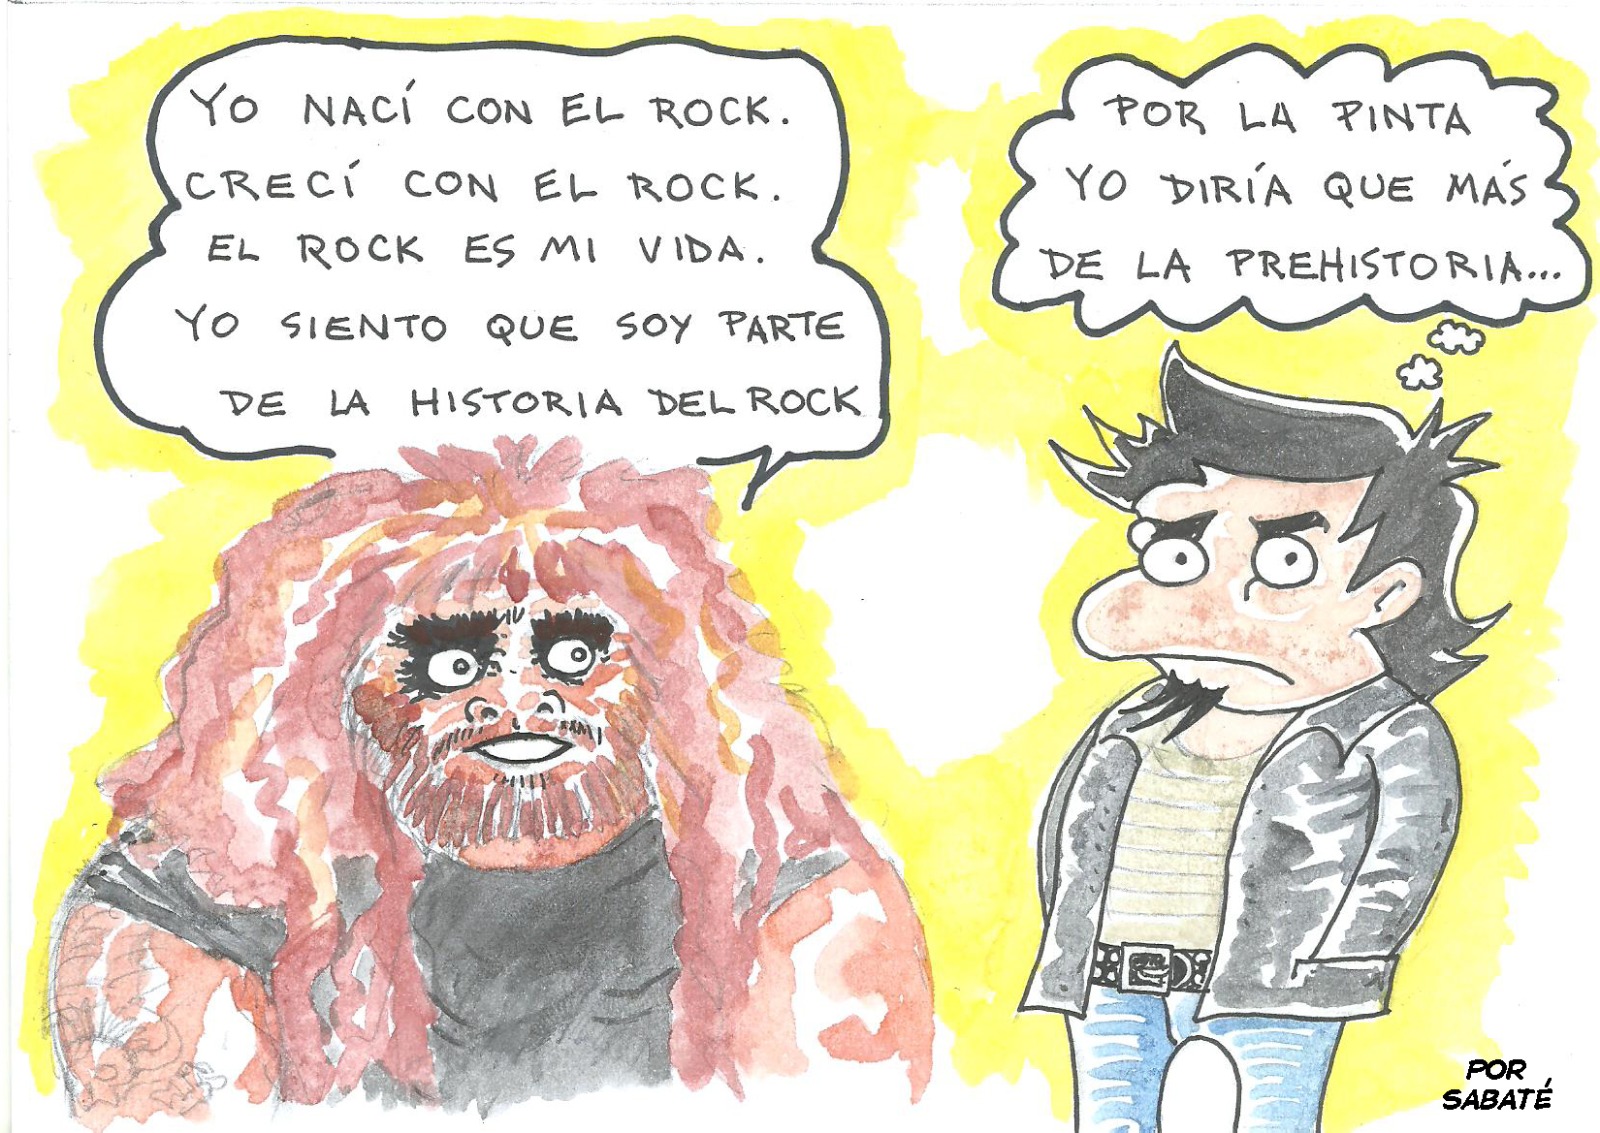 YO NACÍ CON EL ROCK.
CRECÍ CON EL ROCK.
EL ROCK ES MI VIDA.
YO SIENTO QUE SOY PARTE
DE LA HISTORIA DEL ROCK
POR LA PINTA
YO DIRÍA QUE MÁS
DE LA PREHISTORIA...
POR
SABATÉ